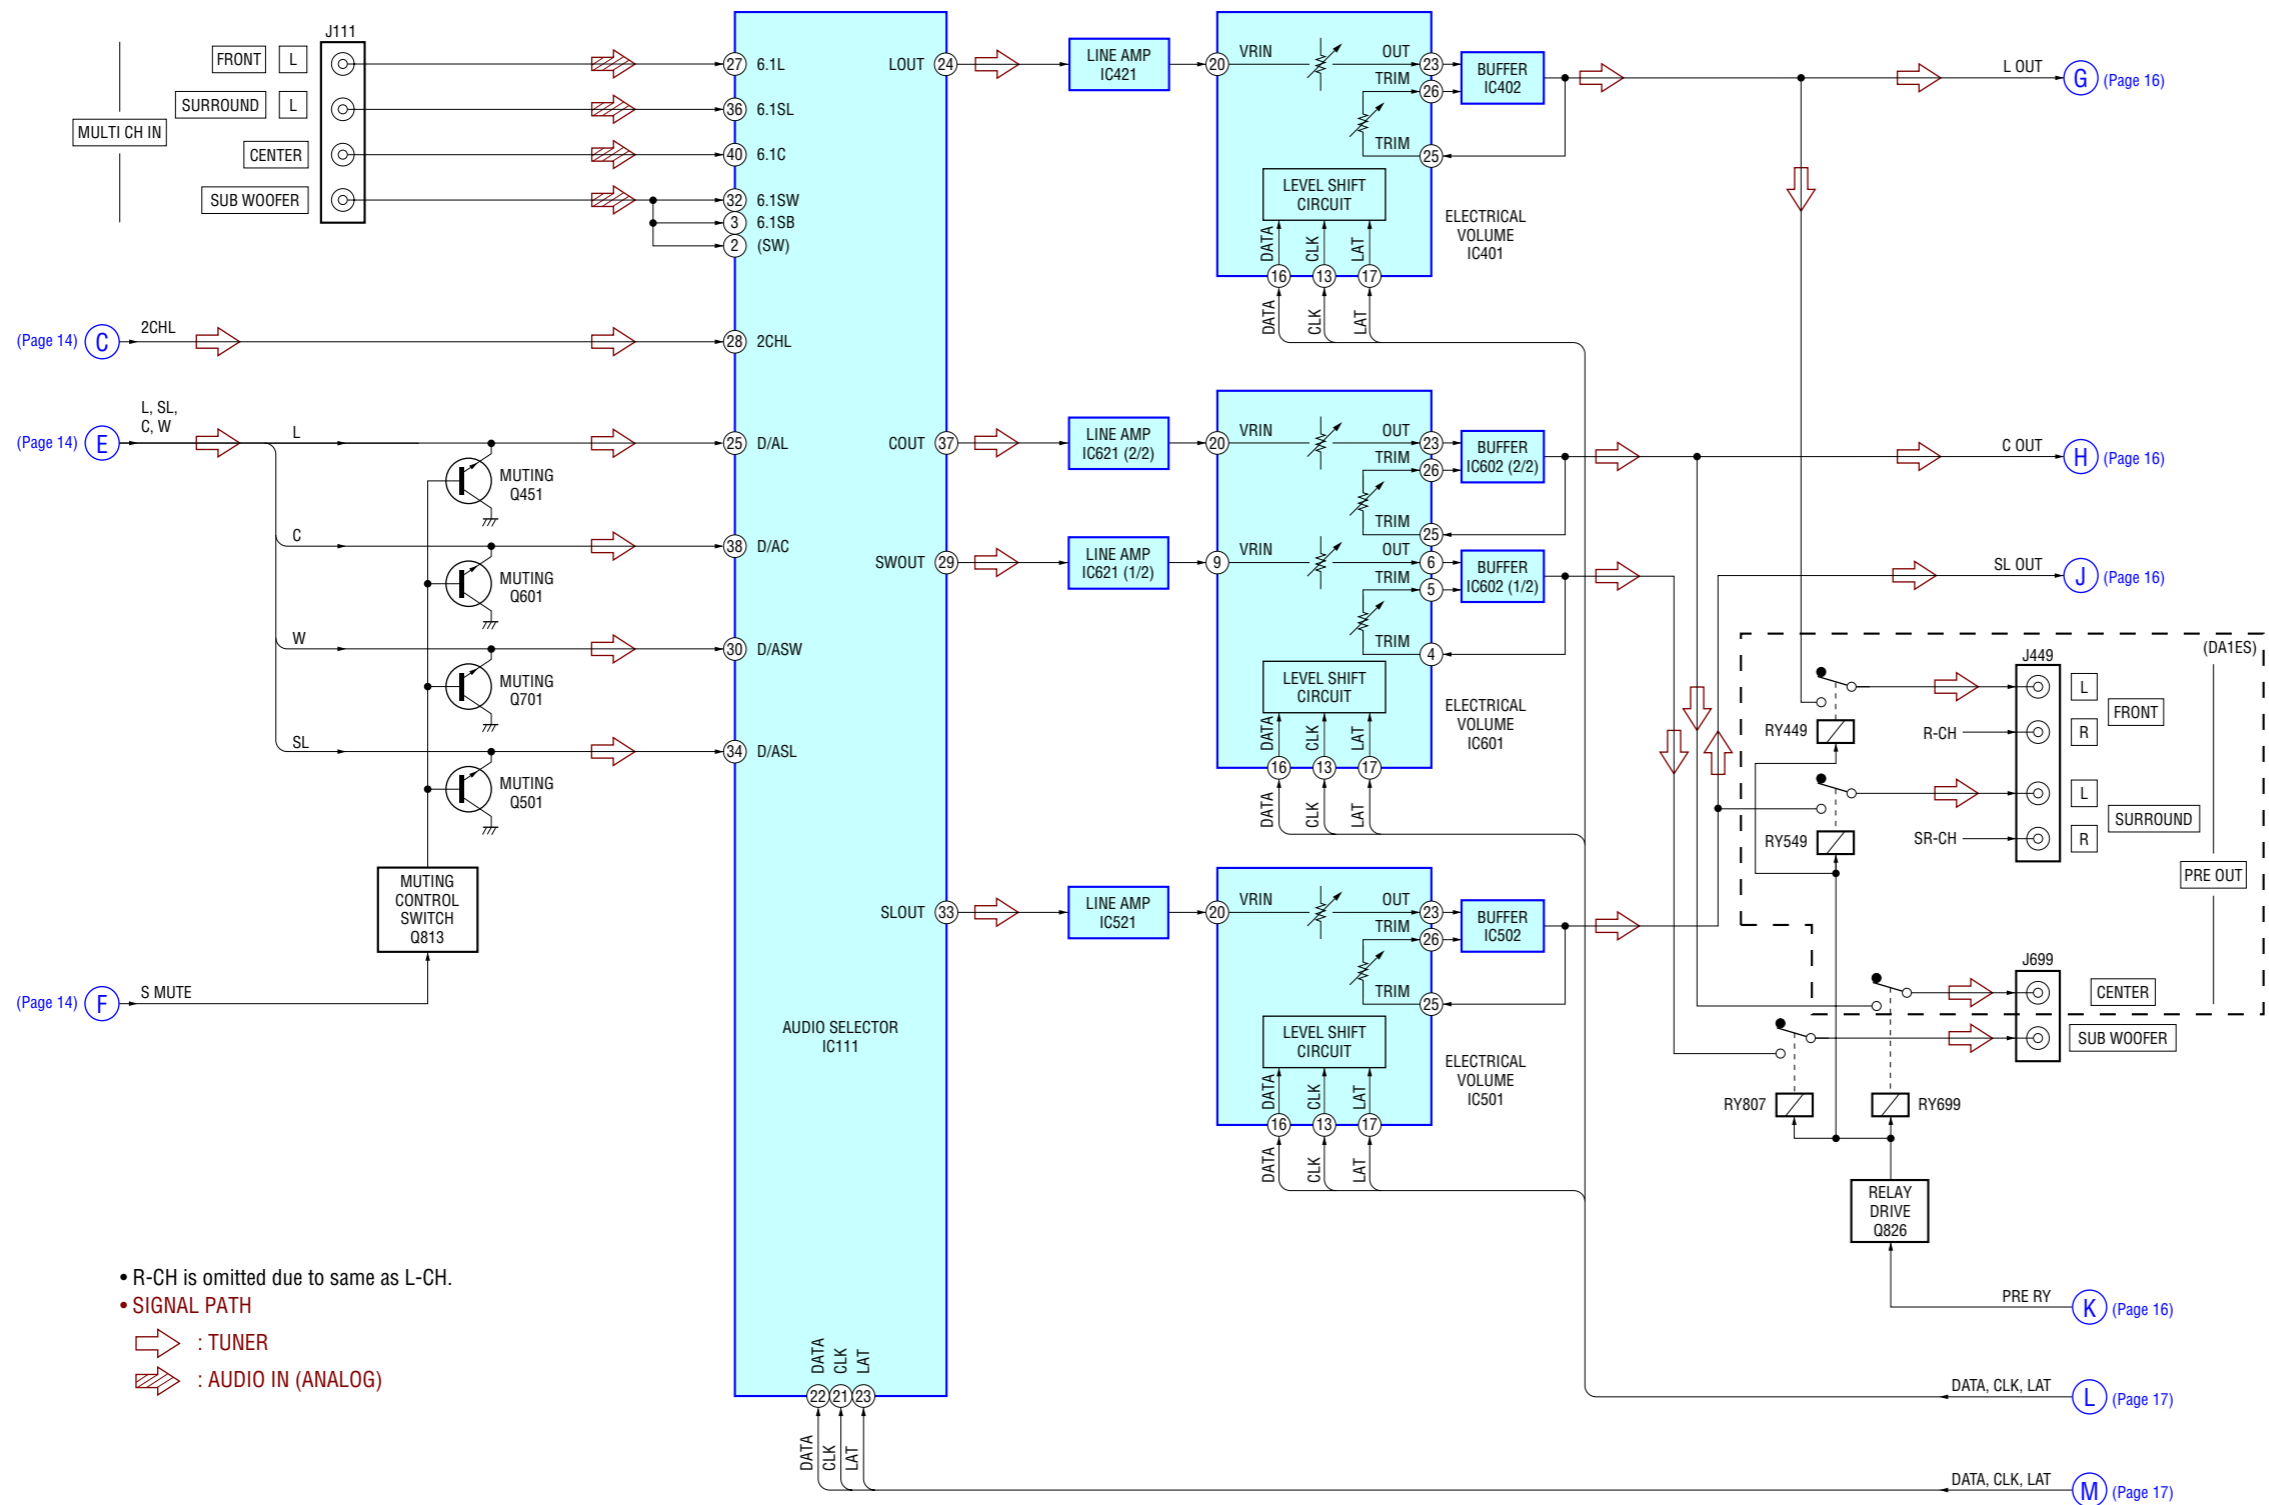 J111
FRONT L
SURROUND L
MULTI CH IN
CENTER
SUB WOOFER
27 6.1L
36 6.1SL
40 6.1C
32 6.1SW
3 6.1SB
2 (SW)
(Page 14) C 2CHL
28 2CHL
(Page 14) E
L, SL,
C, W
L
25 D/AL
MUTING
Q451
C
38 D/AC
MUTING
Q601
W
30 D/ASW
MUTING
Q701
SL
34 D/ASL
MUTING
Q501
MUTING
CONTROL
SWITCH
Q813
(Page 14) F S MUTE
AUDIO SELECTOR
IC111
LOUT 24
COUT 37
SWOUT 29
SLOUT 33
DATA
CLK
LAT
22 21 23
DATA
CLK
LAT
LINE AMP
IC421
20 VRIN
OUT 23
TRIM 26
TRIM 25
LEVEL SHIFT
CIRCUIT
DATA
CLK
LAT
16 13 17
DATA
CLK
LAT
ELECTRICAL
VOLUME
IC401
BUFFER
IC402
L OUT G (Page 16)
LINE AMP
IC621 (2/2)
20 VRIN
OUT 23
TRIM 26
TRIM 25
BUFFER
IC602 (2/2)
C OUT H (Page 16)
LINE AMP
IC621 (1/2)
9 VRIN
OUT 6
TRIM 5
TRIM 4
BUFFER
IC602 (1/2)
LEVEL SHIFT
CIRCUIT
DATA
CLK
LAT
16 13 17
DATA
CLK
LAT
ELECTRICAL
VOLUME
IC601
SL OUT J (Page 16)
LINE AMP
IC521
20 VRIN
OUT 23
TRIM 26
TRIM 25
BUFFER
IC502
LEVEL SHIFT
CIRCUIT
DATA
CLK
LAT
16 13 17
DATA
CLK
LAT
ELECTRICAL
VOLUME
IC501
(DA1ES)
J449
L
FRONT
RY449
R-CH
R
L
SURROUND
RY549
SR-CH
R
PRE OUT
J699
CENTER
SUB WOOFER
RY807
RY699
RELAY
DRIVE
Q826
PRE RY K (Page 16)
DATA, CLK, LAT L (Page 17)
DATA, CLK, LAT M (Page 17)
• R-CH is omitted due to same as L-CH.
• SIGNAL PATH
: TUNER
: AUDIO IN (ANALOG)